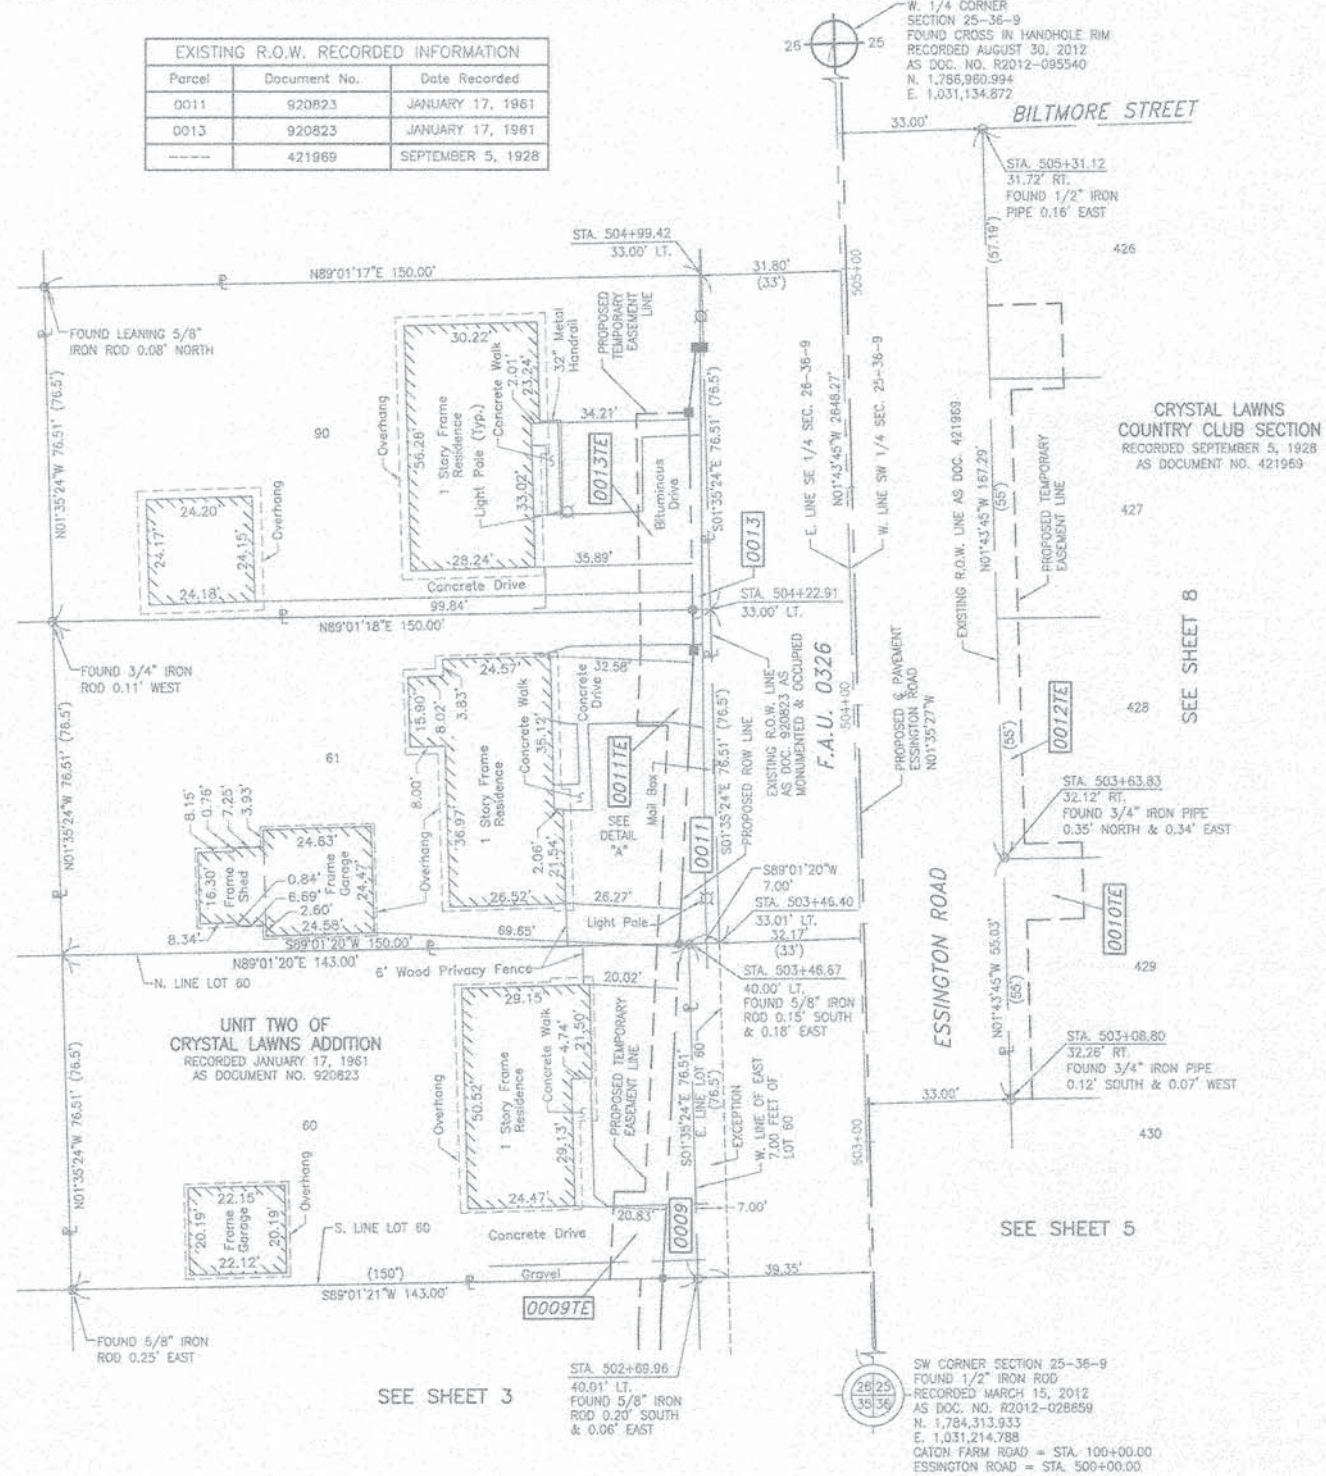 EXISTING R.O.W. RECORDED INFORMATION
Parcel Document No. Date Recorded
0011 920823 JANUARY 17, 1961
0013 920823 JANUARY 17, 1961
---- 421969 SEPTEMBER 5, 1928
W. 1/4 CORNER
SECTION 25-36-9
FOUND CROSS IN HANDHOLE RIM
RECORDED AUGUST 30, 2012
AS DOC. NO. R2012-095540
N. 1,786,960.994
E. 1,031,134.872
26
25
33.00'
BILTMORE STREET
STA. 505+31.12
31.72' RT.
FOUND 1/2" IRON
PIPE 0.16' EAST
(57.19')
426
STA. 504+99.42
33.00' LT.
N89°01'17"E 150.00'
31.80'
(33')
505+00
FOUND LEANING 5/8"
IRON ROD 0.08' NORTH
N01°35'24"W 76.51' (76.5')
90
Overhang
30.22'
56.28'
1 Story Frame
Residence
Light Pole (Typ.)
Concrete Walk
2.01'
23.24'
33.02'
32" Metal
Handrail
PROPOSED
TEMPORARY
EASEMENT
LINE
34.21'
0013TE
Bituminous
Drive
S01°35'24"E 76.51' (76.5')
28.24'
35.89'
Concrete Drive
99.84'
24.20'
24.17'
24.15'
24.18'
Overhang
N89°01'18"E 150.00'
0013
STA. 504+22.91
33.00' LT.
E. LINE SE 1/4 SEC. 26-36-9
N01°43'45"W 2648.27'
W. LINE SW 1/4 SEC. 25-36-9
EXISTING R.O.W. LINE AS DOC. 421969
N01°43'45"W 167.29'
(55')
PROPOSED TEMPORARY
EASEMENT LINE
CRYSTAL LAWNS
COUNTRY CLUB SECTION
RECORDED SEPTEMBER 5, 1928
AS DOCUMENT NO. 421969
427
SEE SHEET 8
FOUND 3/4" IRON
ROD 0.11' WEST
N01°35'24"W 76.51' (76.5')
61
24.57'
32.58'
15.90'
8.02'
3.83'
8.00'
36.97'
1 Story Frame
Residence
Concrete Walk
35.12'
Concrete
Drive
2.06'
21.54'
26.52'
26.27'
Overhang
0011TE
SEE
DETAIL
"A"
Mail Box
0011
S01°35'24"E 76.51' (76.5')
PROPOSED ROW LINE
EXISTING R.O.W. LINE
AS DOC. 920823 AS
MONUMENTED & OCCUPIED
F.A.U. 0326
504+00
PROPOSED ℄ PAVEMENT
ESSINGTON ROAD
N01°35'27"W
(55')
0012TE
428
STA. 503+63.83
32.12' RT.
FOUND 3/4" IRON PIPE
0.35' NORTH & 0.34' EAST
8.15'
0.76'
7.25'
3.93'
24.63'
16.30'
Frame
Shed
0.84'
6.69'
2.60'
Frame
Garage
24.47'
24.58'
8.34'
Light Pole
69.65'
S89°01'20"W
7.00'
STA. 503+46.40
33.01' LT.
32.17'
(33')
S89°01'20"W 150.00'
N89°01'20"E 143.00'
N. LINE LOT 60
6' Wood Privacy Fence
STA. 503+46.67
40.00' LT.
FOUND 5/8" IRON
ROD 0.15' SOUTH
& 0.18' EAST
ESSINGTON ROAD
N01°43'45"W 55.03'
(55')
0010TE
429
UNIT TWO OF
CRYSTAL LAWNS ADDITION
RECORDED JANUARY 17, 1961
AS DOCUMENT NO. 920823
N01°35'24"W 76.51' (76.5')
60
29.15'
20.02'
Overhang
50.52'
1 Story Frame
Residence
Concrete Walk
4.74'
21.50'
29.13'
24.47'
PROPOSED TEMPORARY
EASEMENT LINE
S01°35'24"E 76.51'
E. LINE LOT 60
(76.5')
EXCEPTION
W. LINE OF EAST
7.00 FEET OF
LOT 60
STA. 503+08.80
32.26' RT.
FOUND 3/4" IRON PIPE
0.12' SOUTH & 0.07' WEST
33.00'
503+00
430
22.15'
20.19'
Frame
Garage
20.19'
22.12'
Overhang
S. LINE LOT 60
Concrete Drive
20.83'
0009
7.00'
SEE SHEET 5
Gravel
(150')
S89°01'21"W 143.00'
0009TE
39.35'
FOUND 5/8" IRON
ROD 0.25' EAST
SEE SHEET 3
STA. 502+69.96
40.01' LT.
FOUND 5/8" IRON
ROD 0.20' SOUTH
& 0.06' EAST
26 25
35 36
SW CORNER SECTION 25-36-9
FOUND 1/2" IRON ROD
RECORDED MARCH 15, 2012
AS DOC. NO. R2012-028659
N. 1,784,313.933
E. 1,031,214.788
CATON FARM ROAD = STA. 100+00.00
ESSINGTON ROAD = STA. 500+00.00